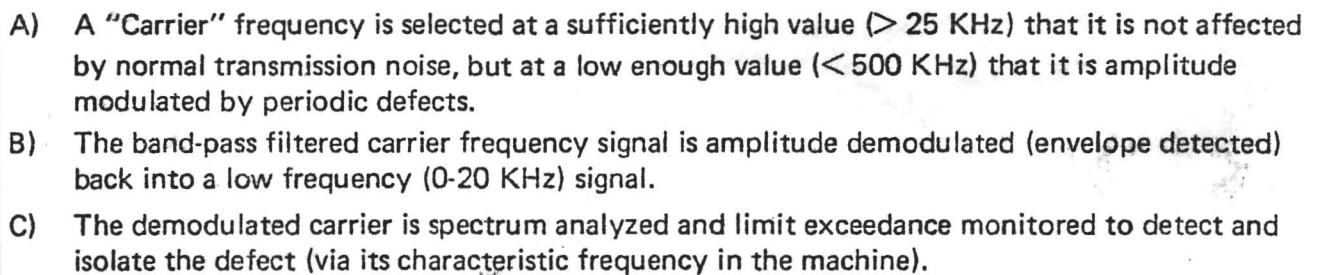 A) A "Carrier" frequency is selected at a sufficiently high value (> 25 KHz) that it is not affected
by normal transmission noise, but at a low enough value (< 500 KHz) that it is amplitude
modulated by periodic defects.
B) The band-pass filtered carrier frequency signal is amplitude demodulated (envelope detected)
back into a low frequency (0-20 KHz) signal.
C) The demodulated carrier is spectrum analyzed and limit exceedance monitored to detect and
isolate the defect (via its characteristic frequency in the machine).